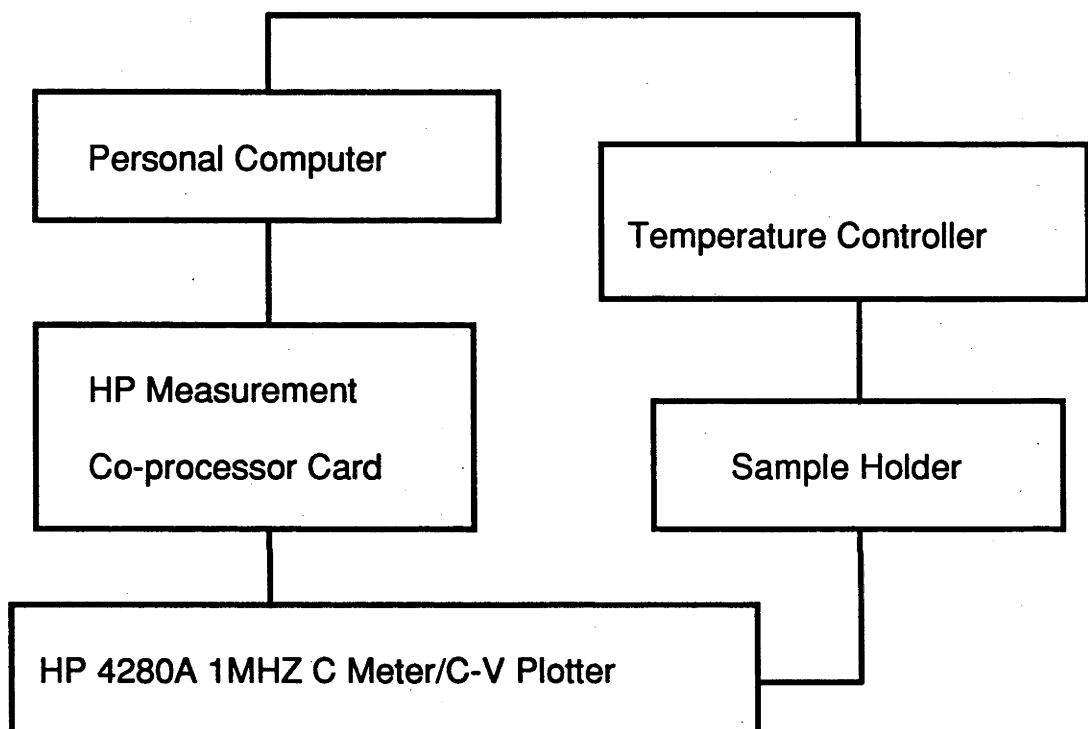 Personal Computer
Temperature Controller
HP Measurement
Co-processor Card
Sample Holder
HP 4280A 1MHZ C Meter/C-V Plotter